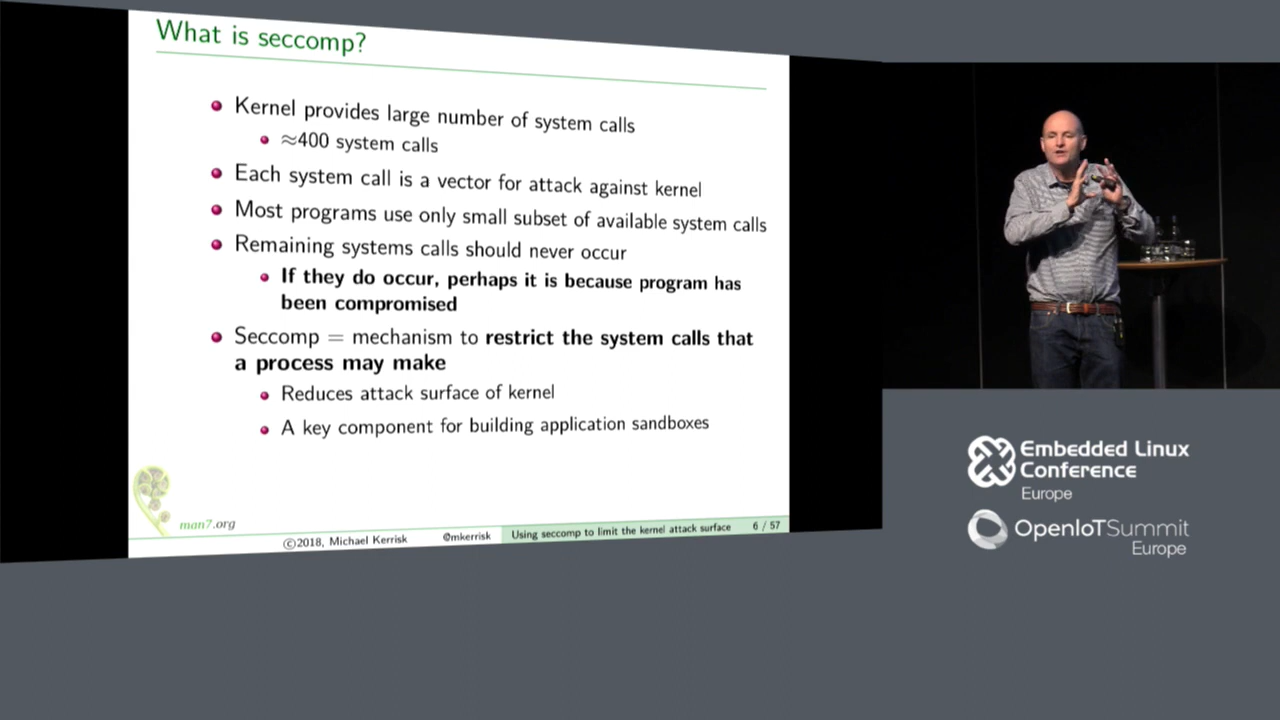 What is seccomp?
Kernel provides large number of system calls
≈400 system calls
Each system call is a vector for attack against kernel
Most programs use only small subset of available system calls
Remaining systems calls should never occur
If they do occur, perhaps it is because program has
been compromised
Seccomp = mechanism to restrict the system calls that
a process may make
Reduces attack surface of kernel
A key component for building application sandboxes
man7.org
©2018, Michael Kerrisk @mkerrisk Using seccomp to limit the kernel attack surface 6 / 57
Embedded Linux
Conference
Europe
OpenIoTSummit
Europe